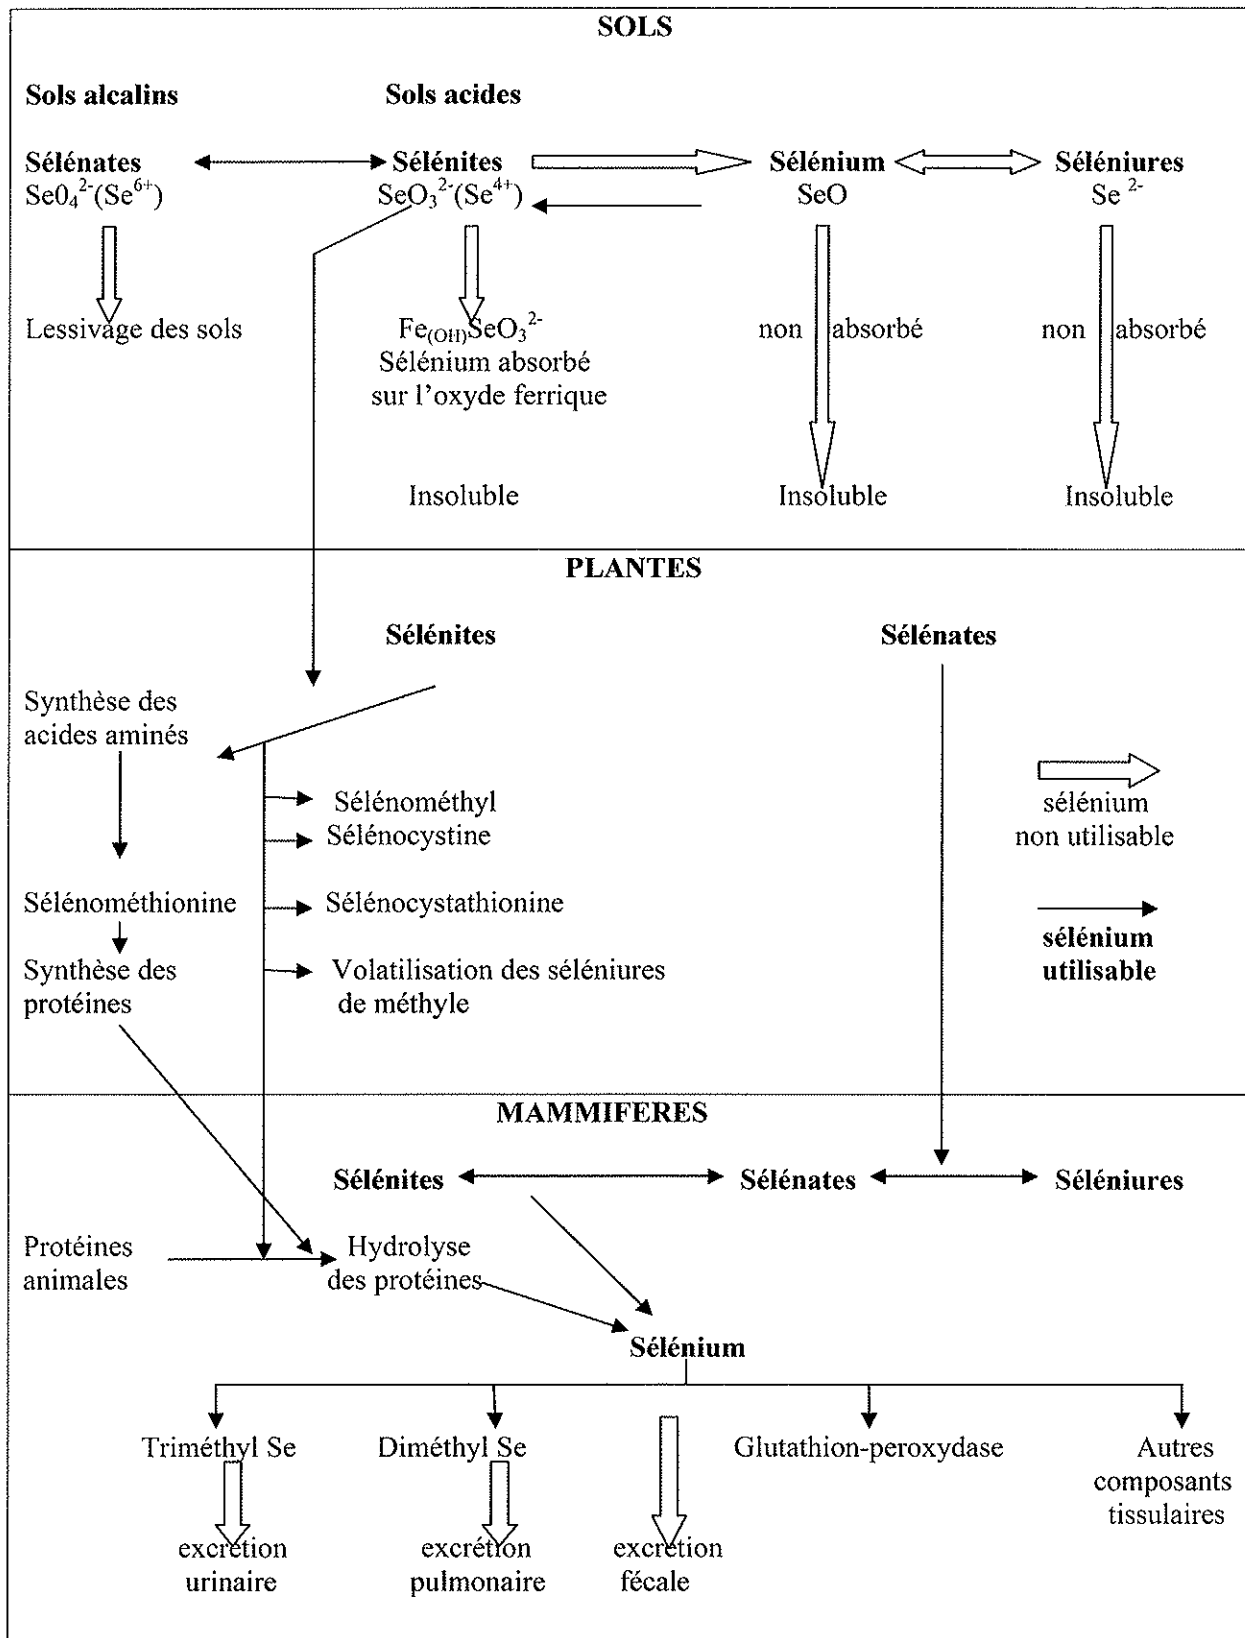 SOLS
Sols alcalins
Sols acides
Sélénates
Sélénites
Sélénium
Séléniures
Se0₄²⁻(Se⁶⁺)
SeO₃²⁻(Se⁴⁺)
SeO
Se ²⁻
Lessivage des sols
Fe₍OH₎SeO₃²⁻
non absorbé
non absorbé
Sélénium absorbé
sur l'oxyde ferrique
Insoluble
Insoluble
Insoluble
PLANTES
Sélénites
Sélénates
Synthèse des
acides aminés
Sélénométhyl
Sélénocystine
sélénium
non utilisable
Sélénométhionine
Sélénocystathionine
sélénium
utilisable
Synthèse des
protéines
Volatilisation des séléniures
de méthyle
MAMMIFERES
Sélénites
Sélénates
Séléniures
Protéines
animales
Hydrolyse
des protéines
Sélénium
Triméthyl Se
Diméthyl Se
Glutathion-peroxydase
Autres
composants
tissulaires
excrétion
urinaire
excrétion
pulmonaire
excrétion
fécale